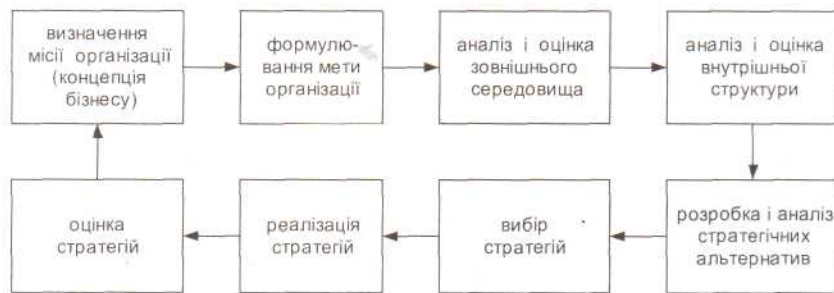 визначення
місії організації
(концепція
бізнесу)
формулю-
вання мети
організації
аналіз і оцінка
зовнішнього
середовища
аналіз і оцінка
внутрішньої
структури
оцінка
стратегій
реалізація
стратегій
вибір
стратегій
розробка і аналіз
стратегічних
альтернатив